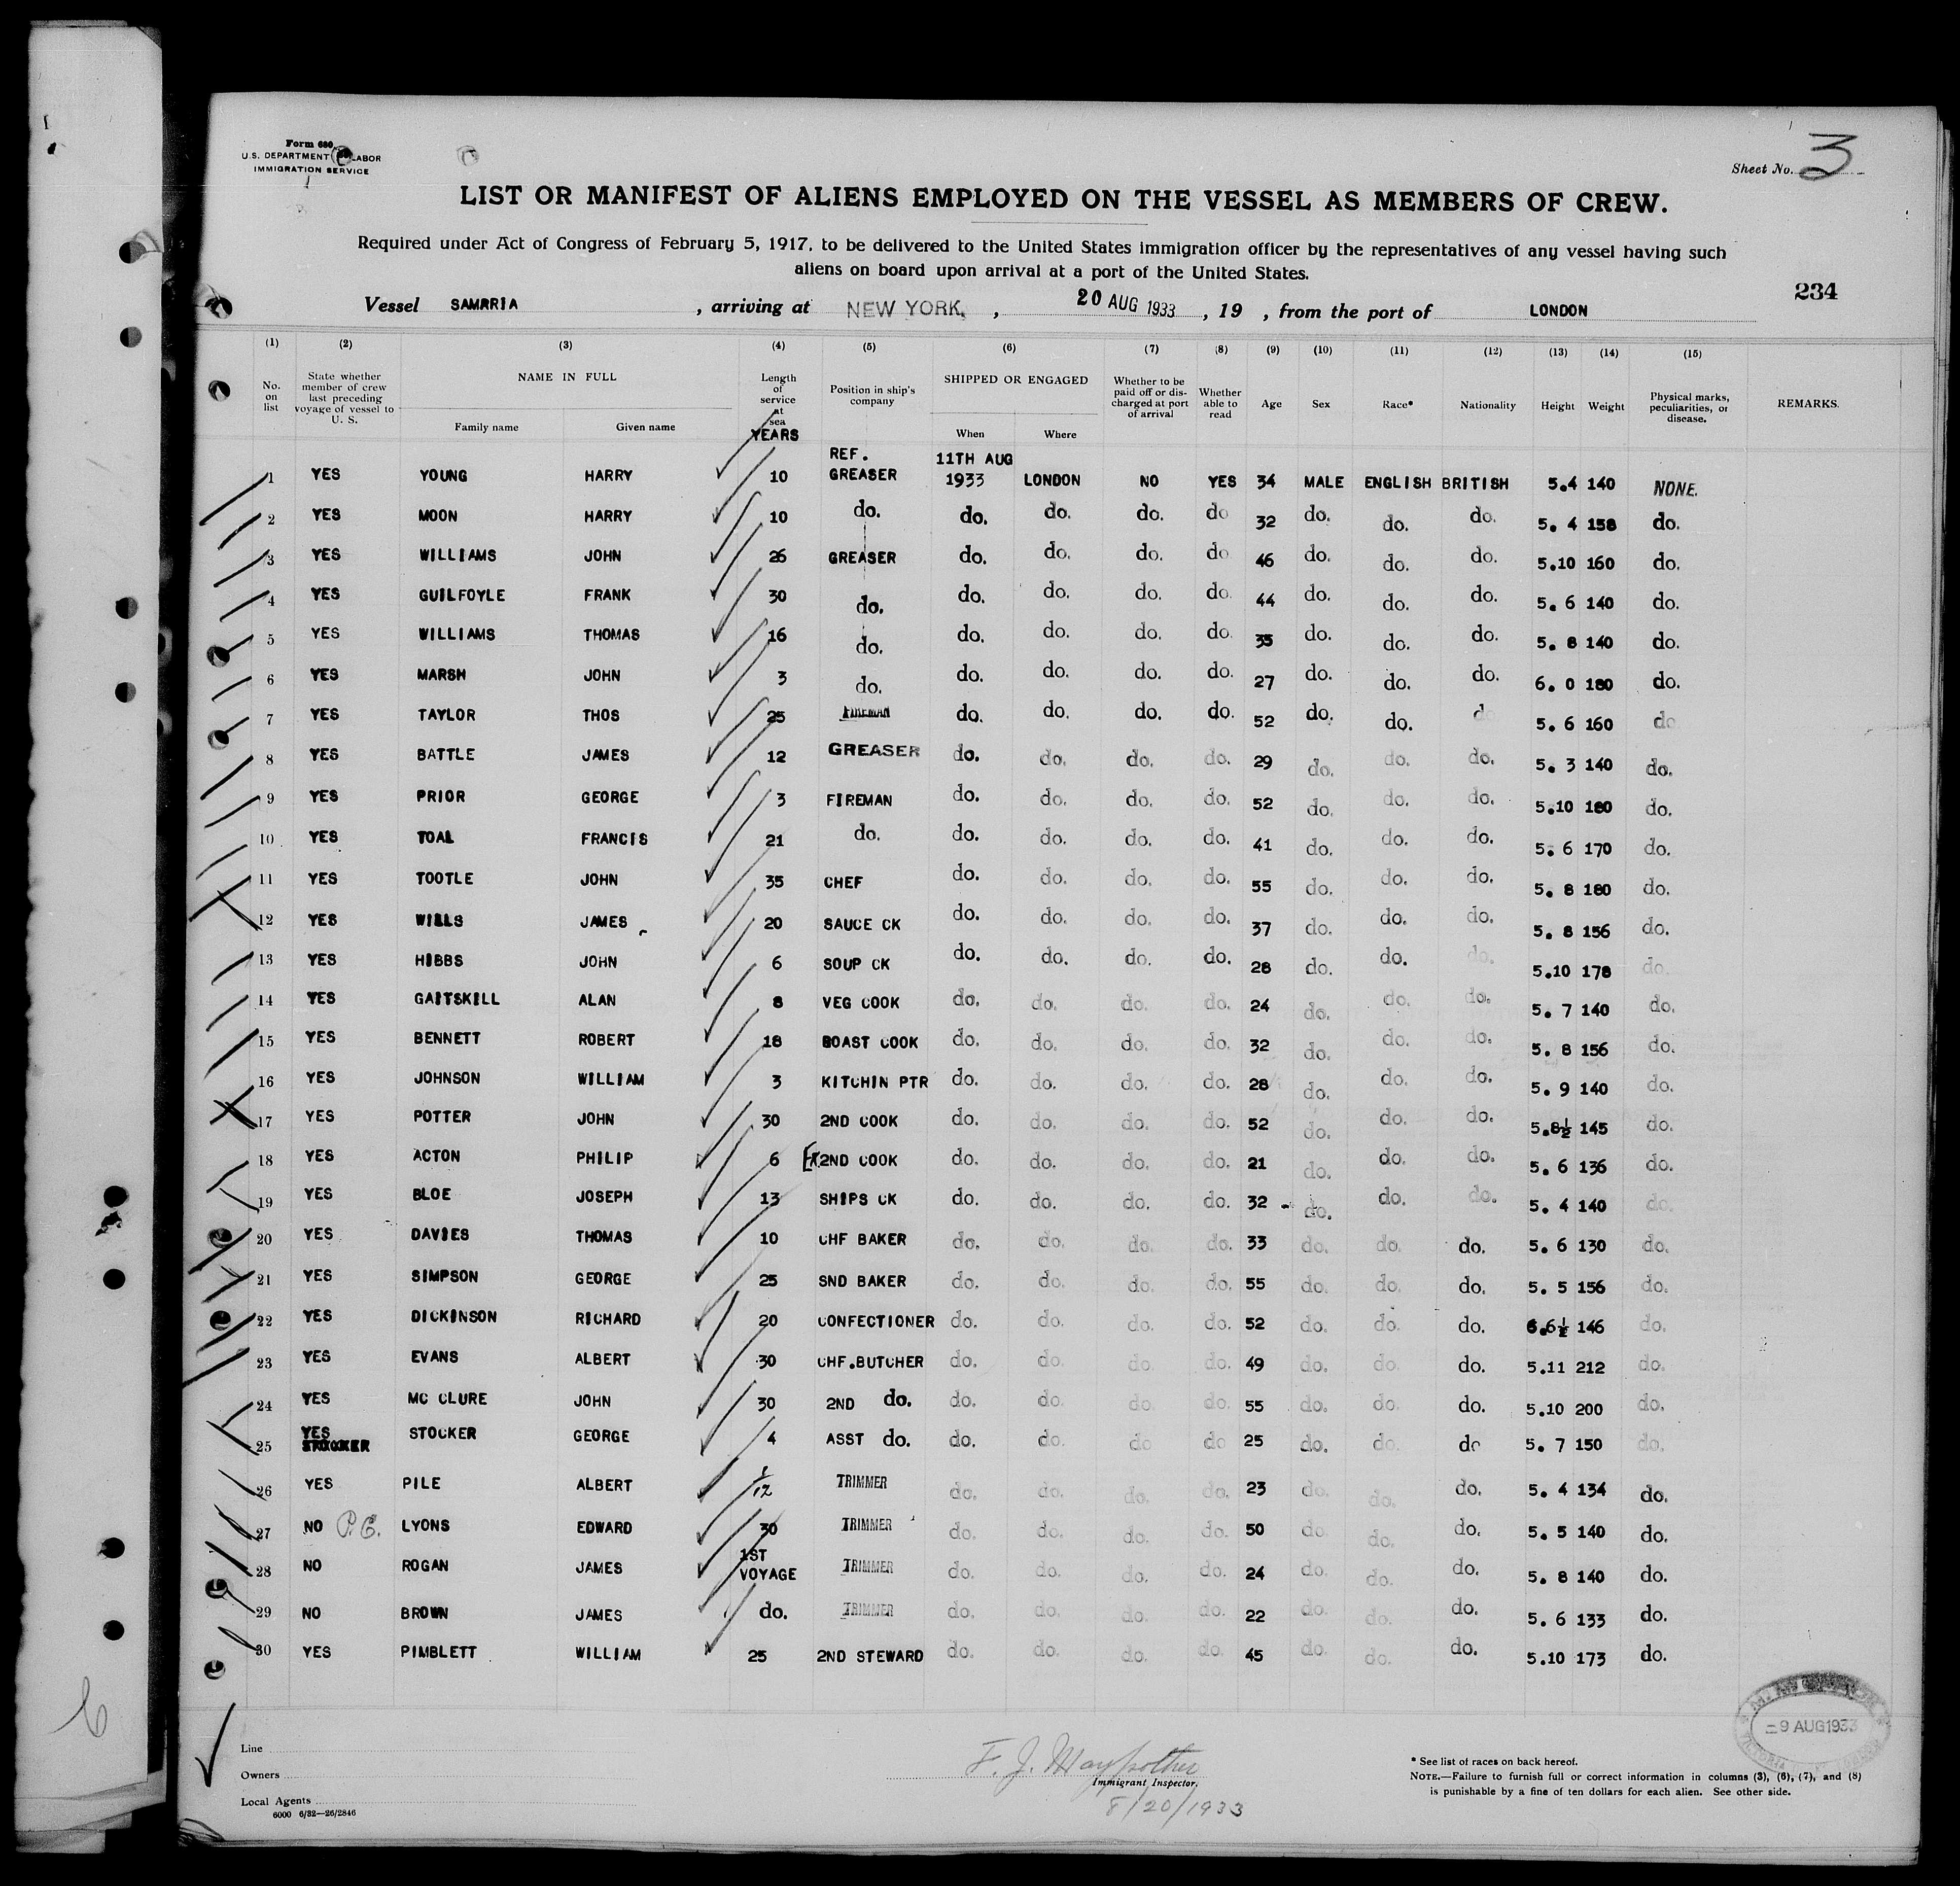 Form 680
U.S. DEPARTMENT OF LABOR
IMMIGRATION SERVICE
Sheet No. 3
LIST OR MANIFEST OF ALIENS EMPLOYED ON THE VESSEL AS MEMBERS OF CREW.
Required under Act of Congress of February 5, 1917, to be delivered to the United States immigration officer by the representatives of any vessel having such
aliens on board upon arrival at a port of the United States.
234
Vessel SAMRRIA , arriving at NEW YORK, , 20 AUG 1933 , 19 , from the port of LONDON
(1) (2) (3) (4) (5) (6) (7) (8) (9) (10) (11) (12) (13) (14) (15)
No. on list State whether member of crew last preceding voyage of vessel to U. S. NAME IN FULL Family name Given name Length of service at sea YEARS Position in ship's company SHIPPED OR ENGAGED When Where Whether to be paid off or discharged at port of arrival Whether able to read Age Sex Race* Nationality Height Weight Physical marks, peculiarities, or disease. REMARKS.
1 YES YOUNG HARRY 10 REF. GREASER 11TH AUG 1933 LONDON NO YES 34 MALE ENGLISH BRITISH 5.4 140 NONE.
2 YES MOON HARRY 10 do. do. do. do. do 32 do. do. do. 5. 4 158 do.
3 YES WILLIAMS JOHN 26 GREASER do. do. do. do 46 do. do. do. 5.10 160 do.
4 YES GUILFOYLE FRANK 30 do. do. do. do. do. 44 do. do. do. 5. 6 140 do.
5 YES WILLIAMS THOMAS 16 do. do. do. do. do. 35 do. do. do. 5. 8 140 do.
6 YES MARSH JOHN 3 do. do. do. do. do. 27 do. do. do. 6. 0 180 do.
7 YES TAYLOR THOS 25 FIREMAN do. do. do. do. 52 do. do. d 5. 6 160 do
8 YES BATTLE JAMES 12 GREASER do. do. do. do. 29 do. do. do. 5. 3 140 do.
9 YES PRIOR GEORGE 3 FIREMAN do. do. do. do. 52 do. do. do. 5.10 180 do.
10 YES TOAL FRANCIS 21 do. do. do. do. do. 41 do. do. do. 5. 6 170 do.
11 YES TOOTLE JOHN 35 CHEF do. do. do. do. 55 do. do. do. 5. 8 180 do.
12 YES WILLS JAMES 20 SAUCE CK do. do. do. do. 37 do. do. do. 5. 8 156 do.
13 YES HIBBS JOHN 6 SOUP CK do. do. do. do. 28 do. do. do. 5.10 178 do.
14 YES GAITSKILL ALAN 8 VEG COOK do. do. do. do. 24 do. do. do. 5. 7 140 do.
15 YES BENNETT ROBERT 18 ROAST COOK do. do. do. do. 32 do. do. do. 5. 8 156 do.
16 YES JOHNSON WILLIAM 3 KITCHIN PTR do. do. do. do. 28 do. do. do. 5. 9 140 do.
17 YES POTTER JOHN 30 2ND COOK do. do. do. do. 52 do. do. do. 5.8½ 145 do.
18 YES ACTON PHILIP 6 Ex 2ND COOK do. do. do. do. 21 do. do. do. 5. 6 136 do.
19 YES BLOE JOSEPH 13 SHIPS CK do. do. do. do. 32 do. do. do. 5. 4 140 do.
20 YES DAVIES THOMAS 10 CHF BAKER do. do. do. do. 33 do. do. do. 5. 6 130 do.
21 YES SIMPSON GEORGE 25 SND BAKER do. do. do. do. 55 do. do. do. 5. 5 156 do.
22 YES DICKINSON RICHARD 20 CONFECTIONER do. do. do. do. 52 do. do. do. 6.6½ 146 do.
23 YES EVANS ALBERT 30 CHF.BUTCHER do. do. do. do. 49 do. do. do. 5.11 212 do.
24 YES MC CLURE JOHN 30 2ND do. do. do. do. do. 55 do. do. do. 5.10 200 do.
25 YES STOCKER GEORGE 4 ASST do. do. do. do do 25 do. do. do 5. 7 150 do.
26 YES PILE ALBERT 1/12 TRIMMER do. do. do. do. 23 do. do. do. 5. 4 134 do.
27 NO P.C. LYONS EDWARD 30 TRIMMER do. do. do. do. 50 do. do. do. 5. 5 140 do.
28 NO ROGAN JAMES 1ST VOYAGE TRIMMER do. do. do. do. 24 do. do. do. 5. 8 140 do.
29 NO BROWN JAMES do. TRIMMER do. do. do. do. 22 do. do. do. 5. 6 133 do.
30 YES PIMBLETT WILLIAM 25 2ND STEWARD do. do. do. do. 45 do. do. do. 5.10 173 do.
Line
Owners
Local Agents
6000 6/32—26/2846
Immigrant Inspector.
8/20/1933
* See list of races on back hereof.
NOTE.—Failure to furnish full or correct information in columns (3), (6), (7), and (8)
is punishable by a fine of ten dollars for each alien. See other side.
9 AUG 1933